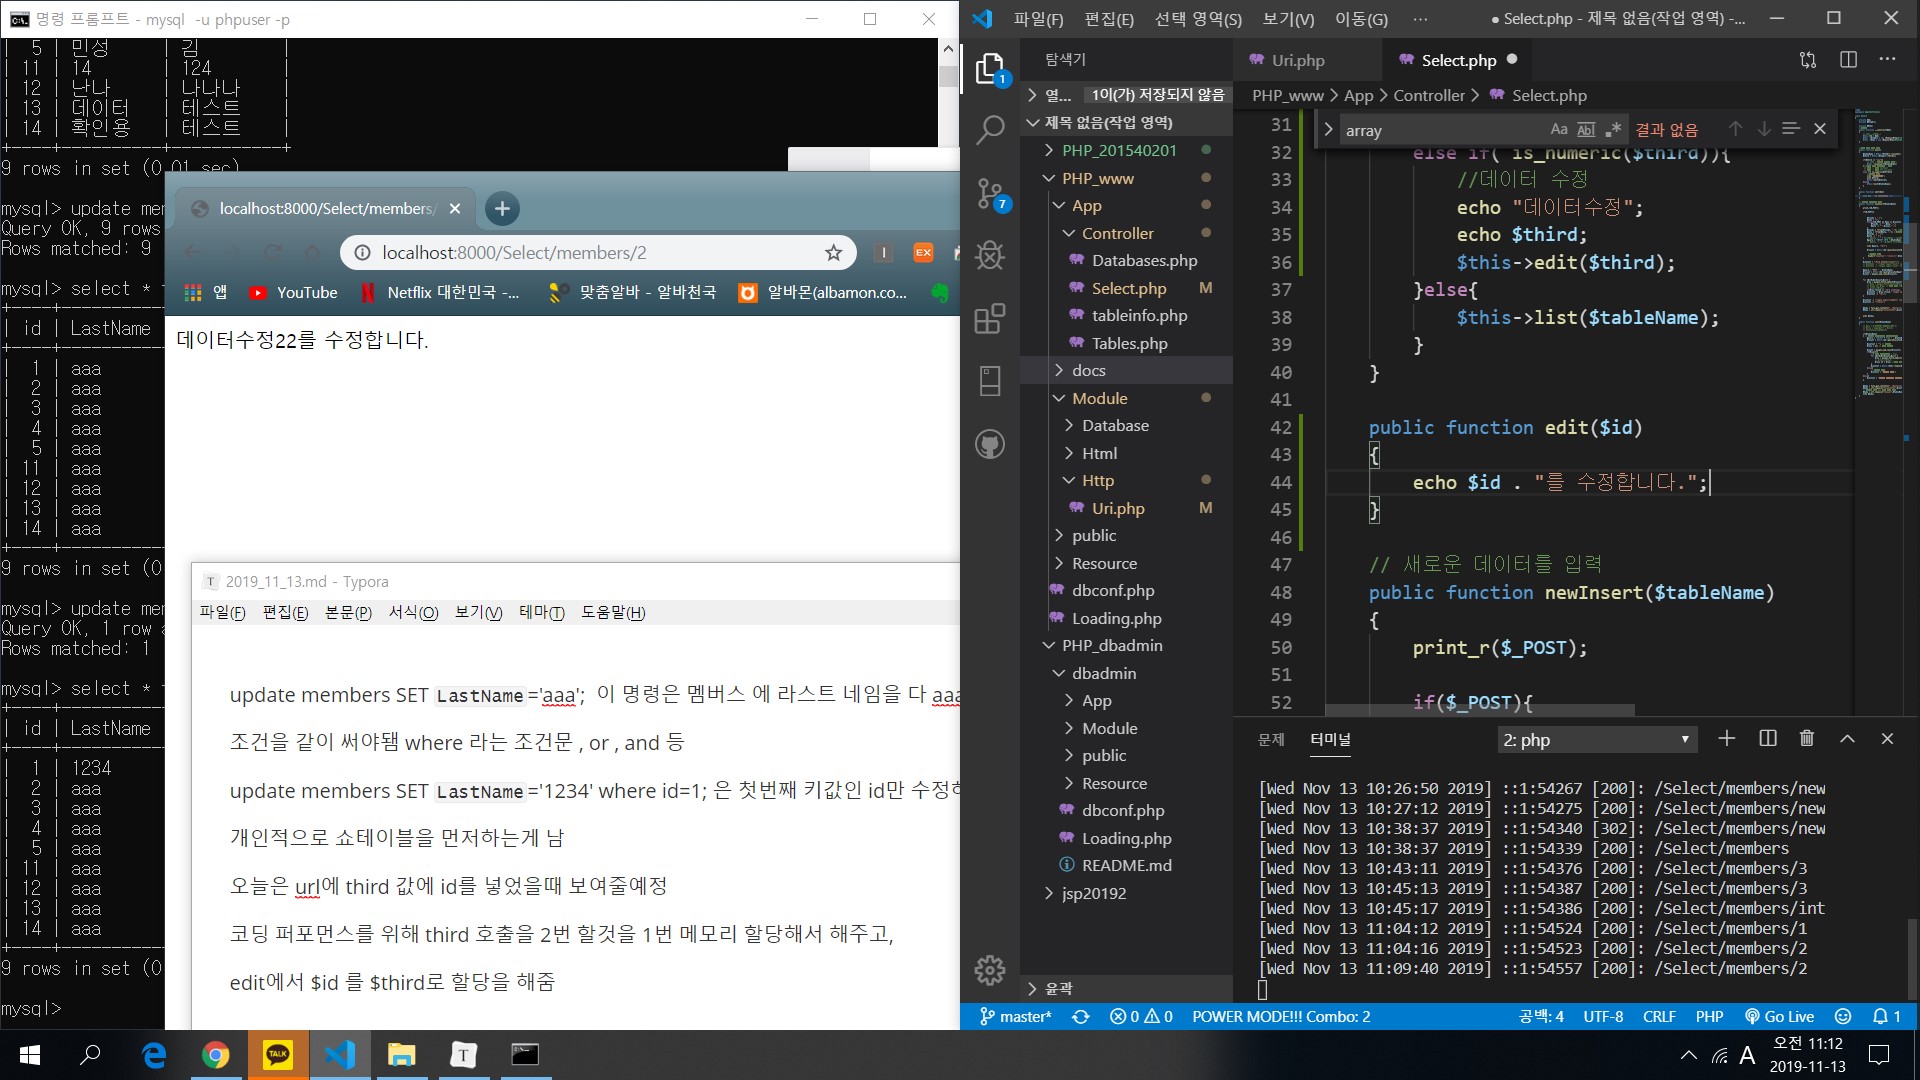 명령 프롬프트 - mysql  -u phpuser -p
|  5 | 민성     | 김        |
| 11 | 14       | 124       |
| 12 | 난나     | 나나나    |
| 13 | 데이터   | 테스트    |
| 14 | 확인용   | 테스트    |
+----+----------+-----------+
9 rows in set (0.01 sec)
mysql> update mem
Query OK, 9 rows
Rows matched: 9
mysql> select *
| id | LastName
|  1 | aaa
|  2 | aaa
|  3 | aaa
|  4 | aaa
|  5 | aaa
| 11 | aaa
| 12 | aaa
| 13 | aaa
| 14 | aaa
9 rows in set (0
mysql> update mem
Query OK, 1 row
Rows matched: 1
mysql> select *
| id | LastName
|  1 | 1234
|  2 | aaa
|  3 | aaa
|  4 | aaa
|  5 | aaa
| 11 | aaa
| 12 | aaa
| 13 | aaa
| 14 | aaa
9 rows in set (0
mysql>
localhost:8000/Select/members/
localhost:8000/Select/members/2
앱 YouTube Netflix 대한민국 -... 맞춤알바 - 알바천국 알바몬(albamon.co...
데이터수정22를 수정합니다.
2019_11_13.md - Typora
파일(F) 편집(E) 본문(P) 서식(O) 보기(V) 테마(T) 도움말(H)
update members SET LastName='aaa';  이 명령은 멤버스 에 라스트 네임을 다 aaa
조건을 같이 써야됌 where 라는 조건문 , or , and 등
update members SET LastName='1234' where id=1; 은 첫번째 키값인 id만 수정하
개인적으로 쇼테이블을 먼저하는게 남
오늘은 url에 third 값에 id를 넣었을때 보여줄예정
코딩 퍼포먼스를 위해 third 호출을 2번 할것을 1번 메모리 할당해서 해주고,
edit에서 $id 를 $third로 할당을 해줌
파일(F) 편집(E) 선택 영역(S) 보기(V) 이동(G) ··· ● Select.php - 제목 없음(작업 영역) -...
탐색기
열... 1이(가) 저장되지 않음
제목 없음(작업 영역)
PHP_201540201
PHP_www
App
Controller
Databases.php
Select.php M
tableinfo.php
Tables.php
docs
Module
Database
Html
Http
Uri.php M
public
Resource
dbconf.php
Loading.php
PHP_dbadmin
dbadmin
App
Module
public
Resource
dbconf.php
Loading.php
README.md
jsp20192
윤곽
Uri.php Select.php ●
PHP_www > App > Controller > Select.php
array Aa Abl .* 결과 없음
31
32 else if( is_numeric($third)){
33 //데이터 수정
34 echo "데이터수정";
35 echo $third;
36 $this->edit($third);
37 }else{
38 $this->list($tableName);
39 }
40 }
41
42 public function edit($id)
43 {
44 echo $id . "를 수정합니다.";
45 }
46
47 // 새로운 데이터를 입력
48 public function newInsert($tableName)
49 {
50 print_r($_POST);
51
52 if($_POST){
문제 터미널 2: php
[Wed Nov 13 10:26:50 2019] ::1:54267 [200]: /Select/members/new
[Wed Nov 13 10:27:12 2019] ::1:54275 [200]: /Select/members/new
[Wed Nov 13 10:38:37 2019] ::1:54340 [302]: /Select/members/new
[Wed Nov 13 10:38:37 2019] ::1:54339 [200]: /Select/members
[Wed Nov 13 10:43:11 2019] ::1:54376 [200]: /Select/members/3
[Wed Nov 13 10:45:13 2019] ::1:54387 [200]: /Select/members/3
[Wed Nov 13 10:45:17 2019] ::1:54386 [200]: /Select/members/int
[Wed Nov 13 11:04:12 2019] ::1:54524 [200]: /Select/members/1
[Wed Nov 13 11:04:16 2019] ::1:54523 [200]: /Select/members/2
[Wed Nov 13 11:09:40 2019] ::1:54557 [200]: /Select/members/2
master* 0 0 POWER MODE!!! Combo: 2 공백: 4 UTF-8 CRLF PHP Go Live 1
TALK
A 오전 11:12
2019-11-13